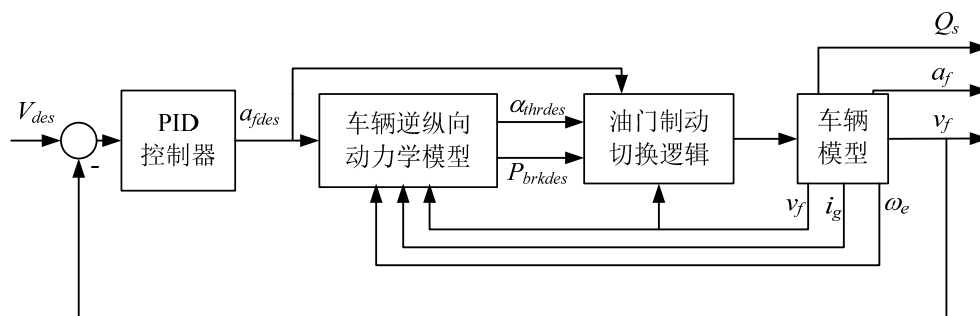 V_des
-
PID
控制器
a_fdes
车辆逆纵向
动力学模型
α_thrdes
P_brkdes
油门制动
切换逻辑
车辆
模型
Q_s
a_f
v_f
v_f
i_g
ω_e